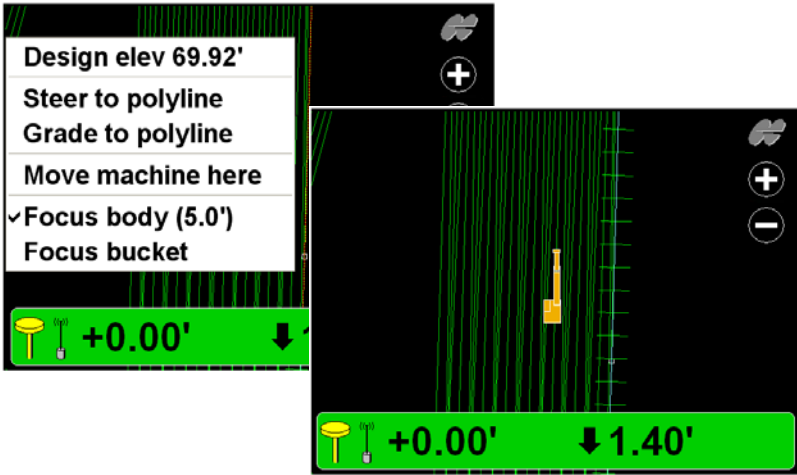 Design elev 69.92'
Steer to polyline
Grade to polyline
Move machine here
✓Focus body (5.0')
Focus bucket
+0.00'
+0.00' 1.40'